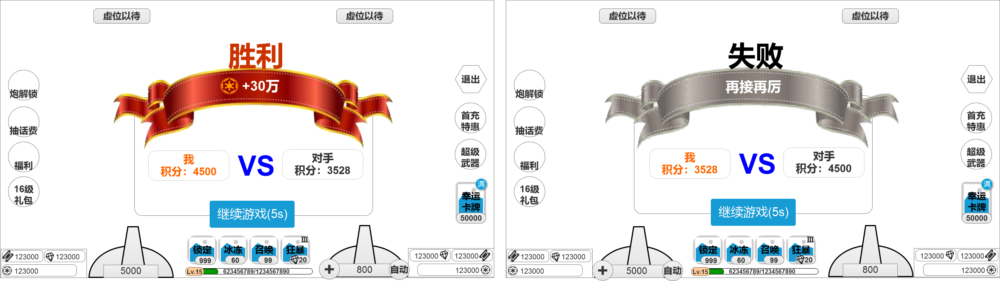 虚位以待
虚位以待
胜利
+30万
炮解锁
抽话费
福利
16级
礼包
退出
首充
特惠
超级
武器
满
幸运
卡牌
50000
我
积分：4500
VS
对手
积分：3528
继续游戏(5s)
锁定
999
冰冻
60
召唤
99
III
狂暴
20
Lv.15
623456789/1234567890
123000
123000
123000
5000
+
800
自动
123000
123000
123000
虚位以待
虚位以待
失败
再接再厉
炮解锁
抽话费
福利
16级
礼包
退出
首充
特惠
超级
武器
满
幸运
卡牌
50000
我
积分：3528
VS
对手
积分：4500
继续游戏(5s)
锁定
999
冰冻
60
召唤
99
III
狂暴
20
Lv.15
623456789/1234567890
123000
123000
123000
+
5000
自动
800
123000
123000
123000